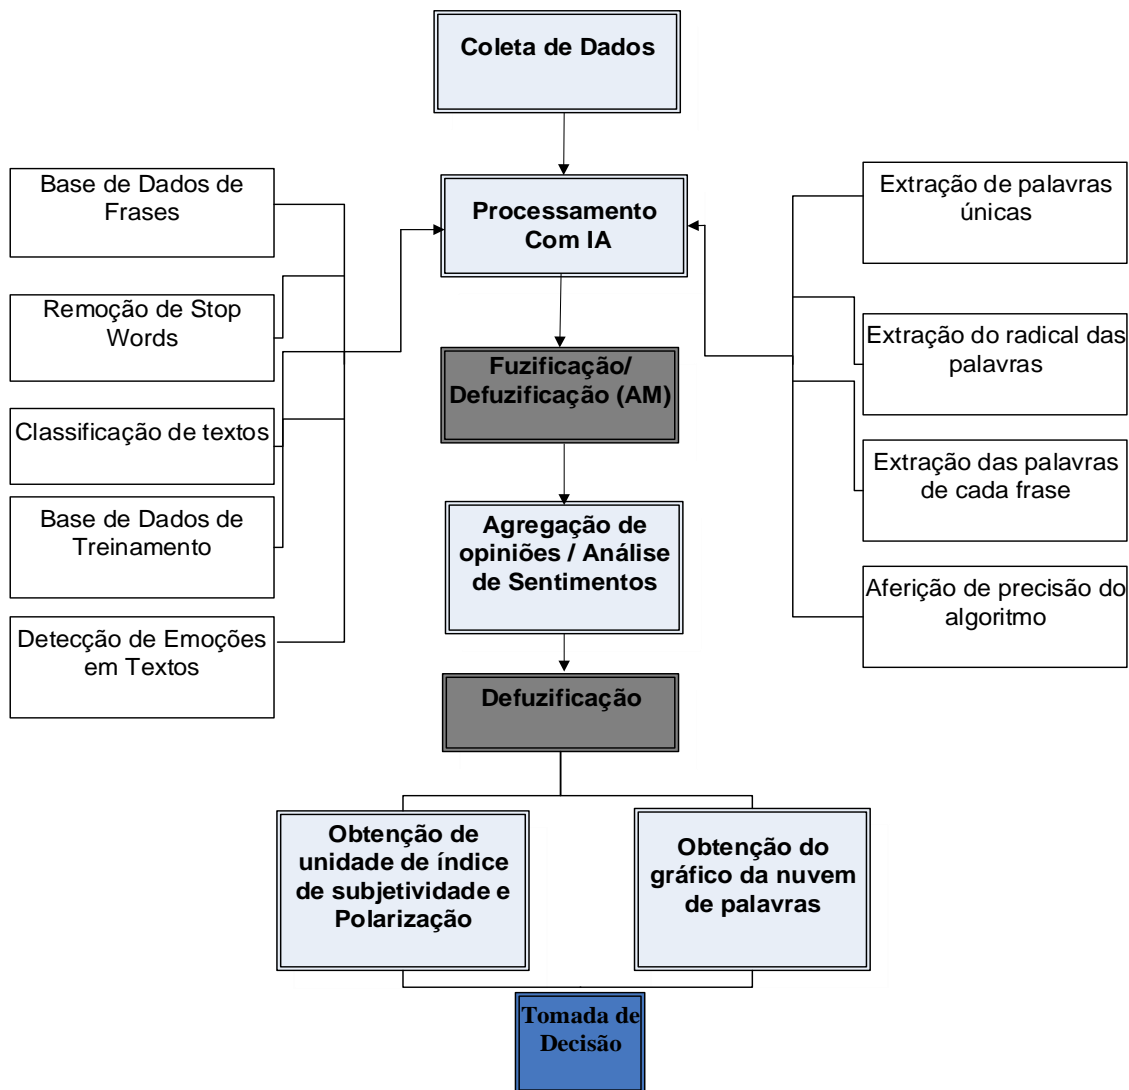 Coleta de Dados
Base de Dados de
Frases
Remoção de Stop
Words
Classificação de textos
Base de Dados de
Treinamento
Detecção de Emoções
em Textos
Processamento
Com IA
Extração de palavras
únicas
Extração do radical das
palavras
Extração das palavras
de cada frase
Aferição de precisão do
algoritmo
Fuzificação/
Defuzificação (AM)
Agregação de
opiniões / Análise
de Sentimentos
Defuzificação
Obtenção de
unidade de índice
de subjetividade e
Polarização
Obtenção do
gráfico da nuvem
de palavras
Tomada de
Decisão